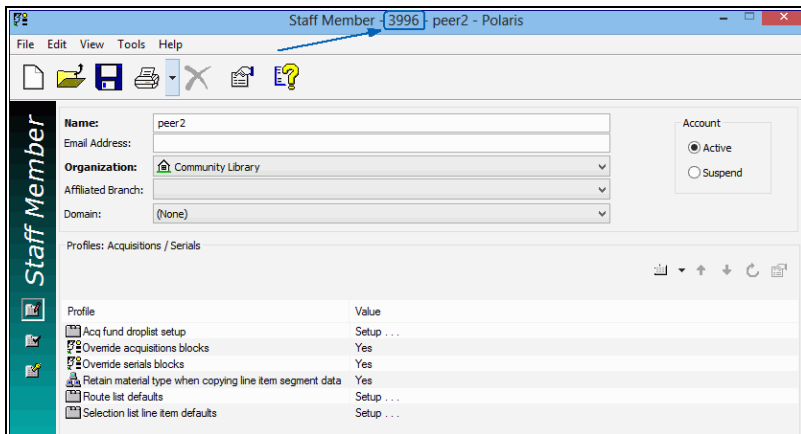 Staff Member - 3996 - peer2 - Polaris
File Edit View Tools Help
Staff Member
Name: peer2
Email Address:
Organization: Community Library
Affiliated Branch:
Domain: (None)
Account
Active
Suspend
Profiles: Acquisitions / Serials
Profile Value
Acq fund droplist setup Setup . . .
Override acquisitions blocks Yes
Override serials blocks Yes
Retain material type when copying line item segment data Yes
Route list defaults Setup . . .
Selection list line item defaults Setup . . .